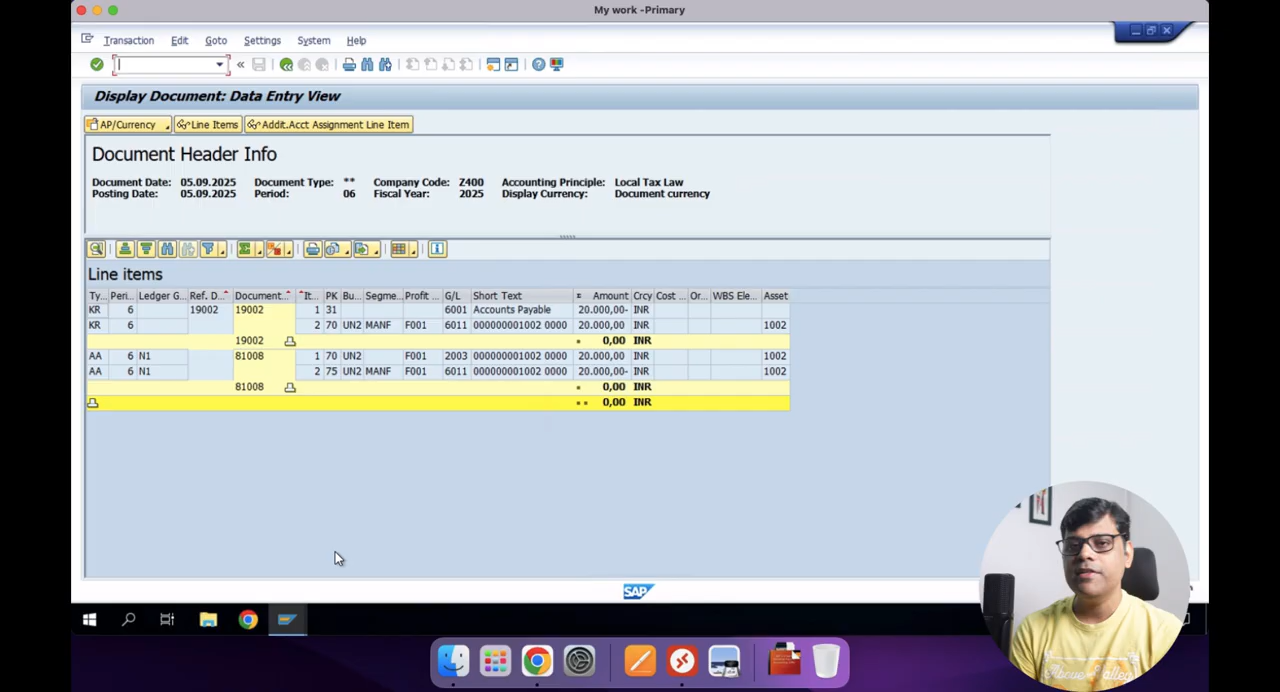 My work -Primary
Transaction Edit Goto Settings System Help
Display Document: Data Entry View
AP/Currency Line Items Addit.Acct Assignment Line Item
Document Header Info
Document Date: 05.09.2025 Document Type: ** Company Code: Z400 Accounting Principle: Local Tax Law
Posting Date: 05.09.2025 Period: 06 Fiscal Year: 2025 Display Currency: Document currency
Line items
Ty... Peri... Ledger G... Ref. D... Document... It... PK Bu... Segme... Profit ... G/L Short Text Amount Crcy Cost ... Or... WBS Ele... Asset
KR 6 19002 19002 1 31 6001 Accounts Payable 20.000,00- INR
KR 6 2 70 UN2 MANF F001 6011 000000001002 0000 20.000,00 INR 1002
19002 0,00 INR
AA 6 N1 81008 1 70 UN2 F001 2003 000000001002 0000 20.000,00 INR 1002
AA 6 N1 2 75 UN2 MANF F001 6011 000000001002 0000 20.000,00- INR 1002
81008 0,00 INR
0,00 INR
SAP
Above Valley